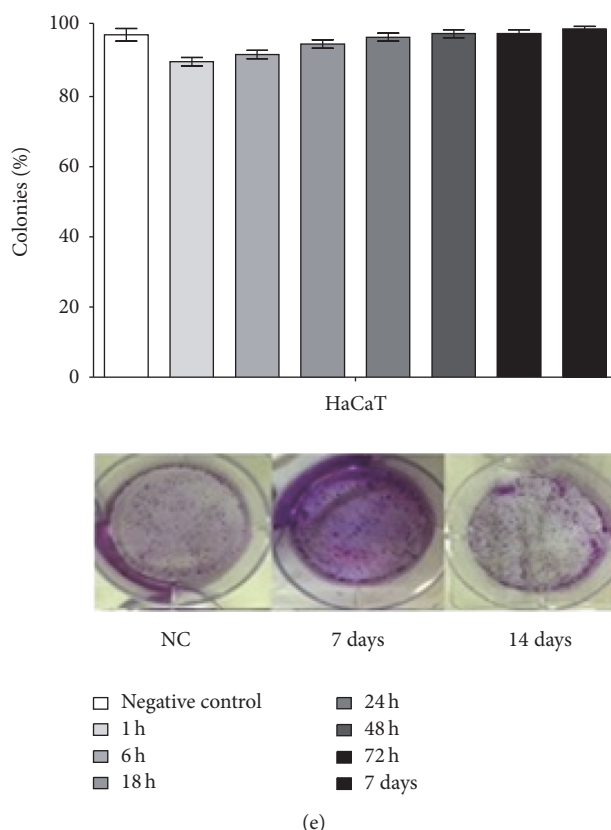 100
80
60
40
20
0
Colonies (%)
HaCaT
NC 7 days 14 days
Negative control
1 h
6 h
18 h
24 h
48 h
72 h
7 days
(e)